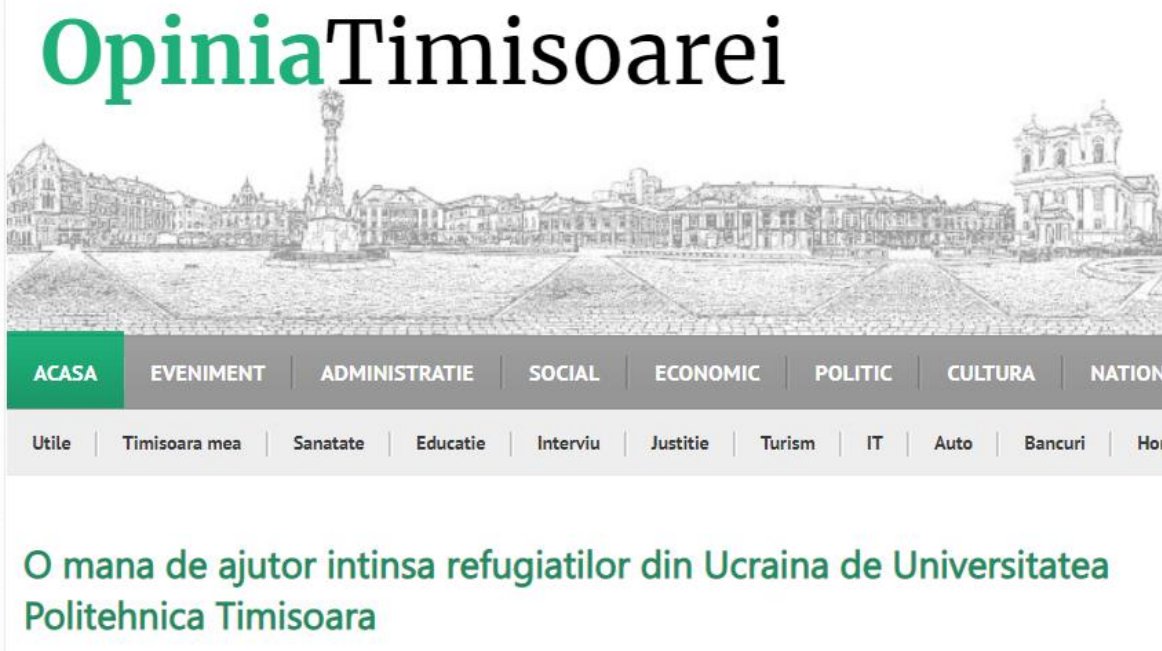 OpiniaTimisoarei
ACASA EVENIMENT ADMINISTRATIE SOCIAL ECONOMIC POLITIC CULTURA NATION
Utile Timisoara mea Sanatate Educatie Interviu Justitie Turism IT Auto Bancuri
O mana de ajutor intinsa refugiatilor din Ucraina de Universitatea
Politehnica Timisoara